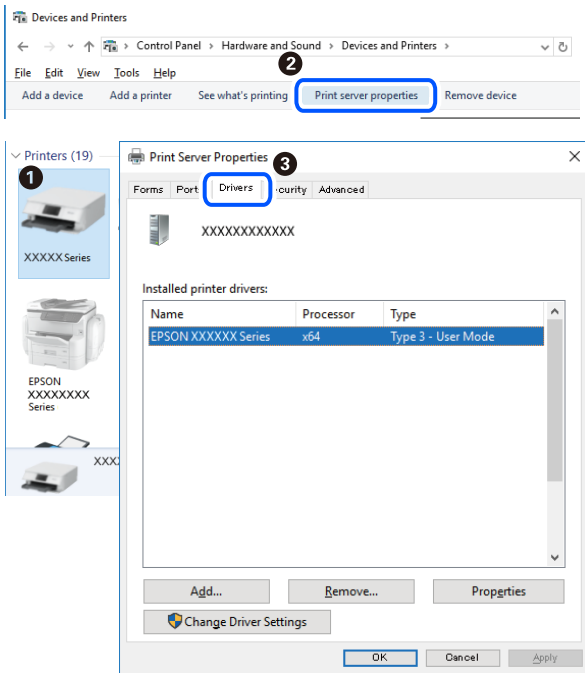 Devices and Printers
Control Panel > Hardware and Sound > Devices and Printers >
2
File Edit View Tools Help
Add a device Add a printer See what's printing Print server properties Remove device
Printers (19)
1
XXXXX Series
EPSON
XXXXXXXX
Series
XXX
Print Server Properties
3
Forms Port Drivers curity Advanced
XXXXXXXXXXXX
Installed printer drivers:
Name Processor Type
EPSON XXXXXX Series x64 Type 3 - User Mode
Add... Remove... Properties
Change Driver Settings
OK Cancel Apply